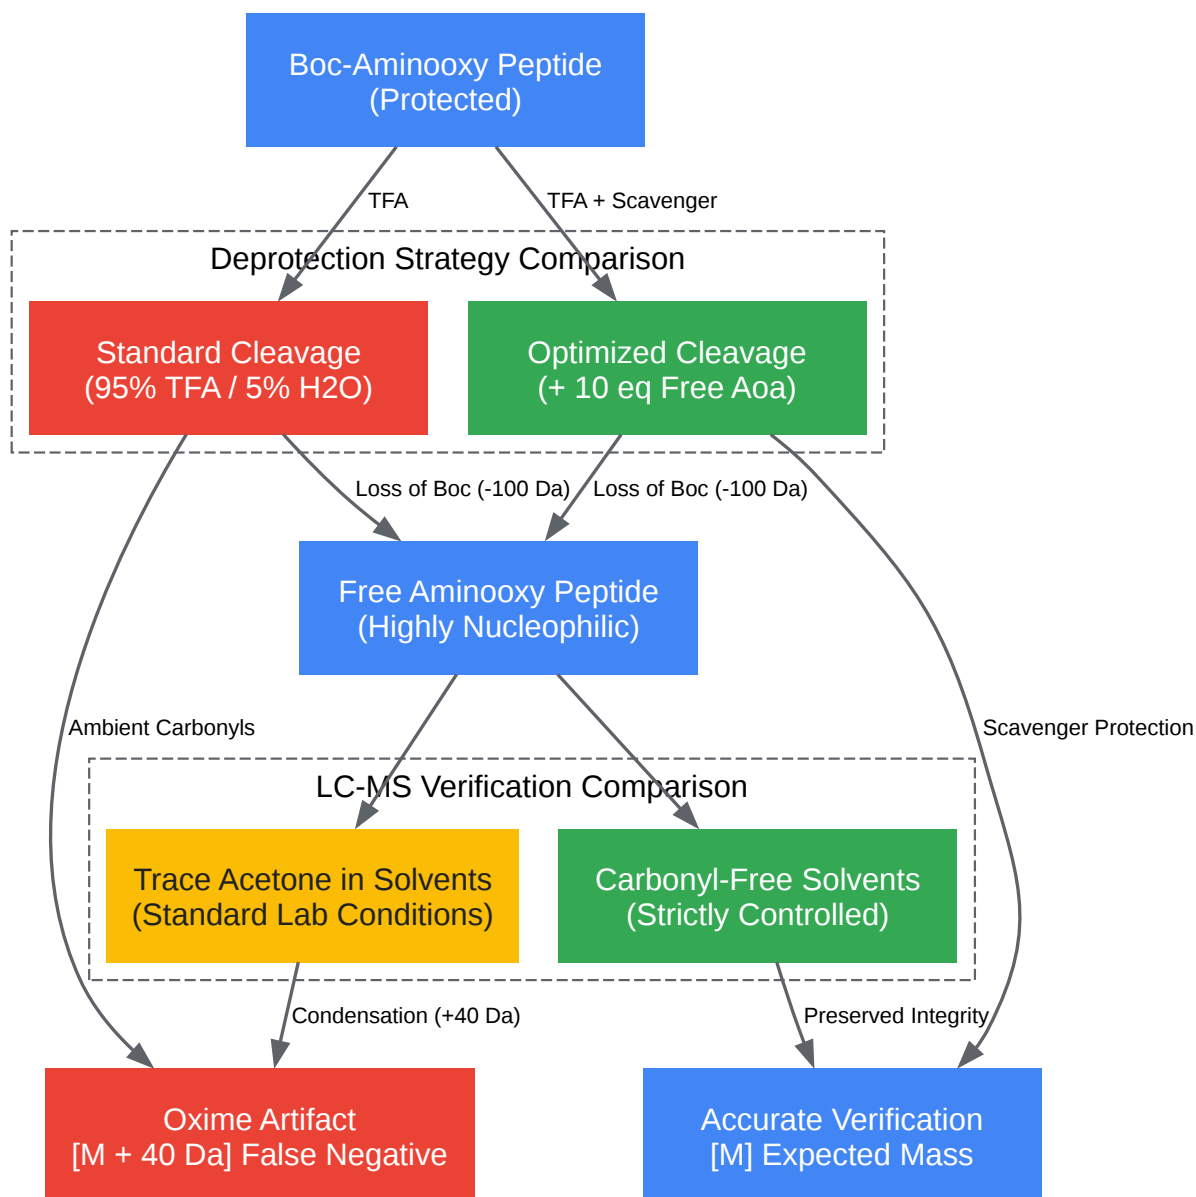 Boc-Aminooxy Peptide
(Protected)
TFA
TFA + Scavenger
Deprotection Strategy Comparison
Standard Cleavage
(95% TFA / 5% H2O)
Optimized Cleavage
(+ 10 eq Free Aoa)
Loss of Boc (-100 Da)
Loss of Boc (-100 Da)
Free Aminooxy Peptide
(Highly Nucleophilic)
Ambient Carbonyls
Scavenger Protection
LC-MS Verification Comparison
Trace Acetone in Solvents
(Standard Lab Conditions)
Carbonyl-Free Solvents
(Strictly Controlled)
Condensation (+40 Da)
Preserved Integrity
Oxime Artifact
[M + 40 Da] False Negative
Accurate Verification
[M] Expected Mass